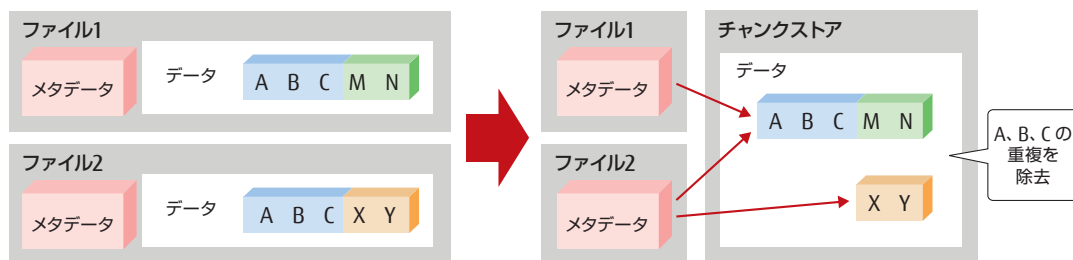 ファイル1
メタデータ
データ
A B C M N
ファイル2
メタデータ
データ
A B C X Y
ファイル1
メタデータ
ファイル2
メタデータ
チャンクストア
データ
A B C M N
X Y
A、B、Cの
重複を
除去